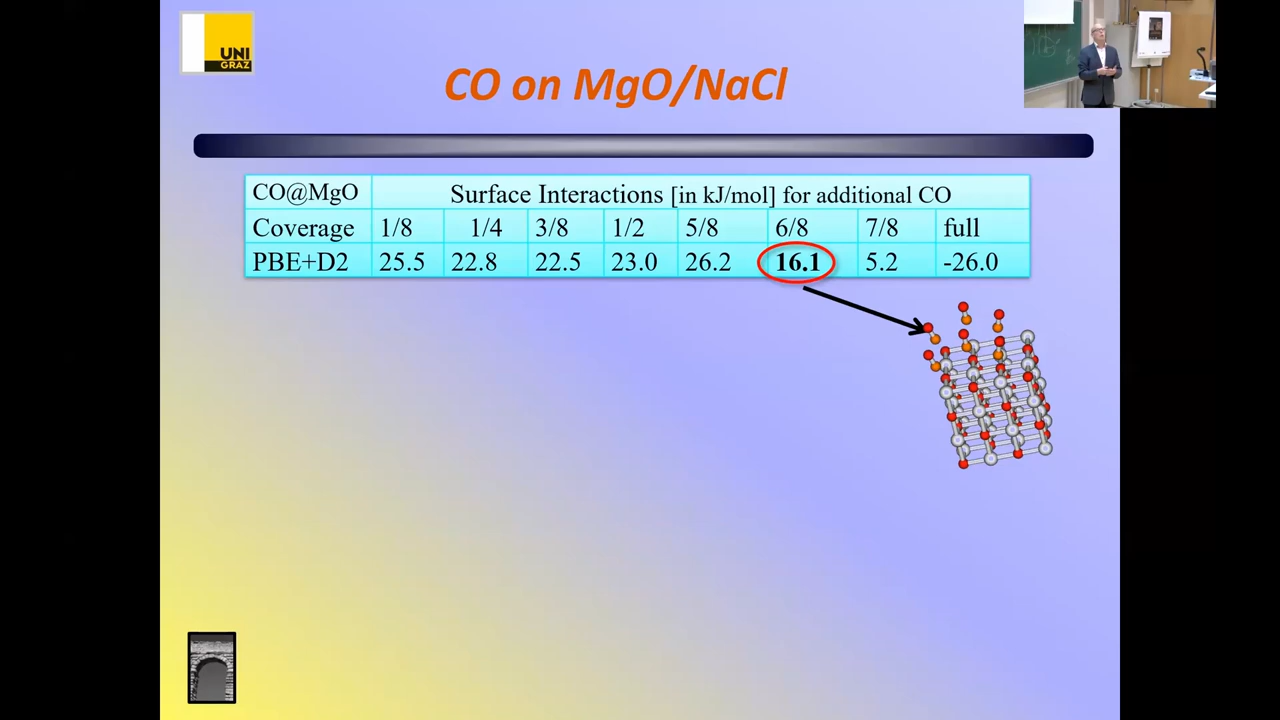 UNI
GRAZ
CO on MgO/NaCl
CO@MgO Surface Interactions [in kJ/mol] for additional CO
Coverage 1/8 1/4 3/8 1/2 5/8 6/8 7/8 full
PBE+D2 25.5 22.8 22.5 23.0 26.2 16.1 5.2 -26.0